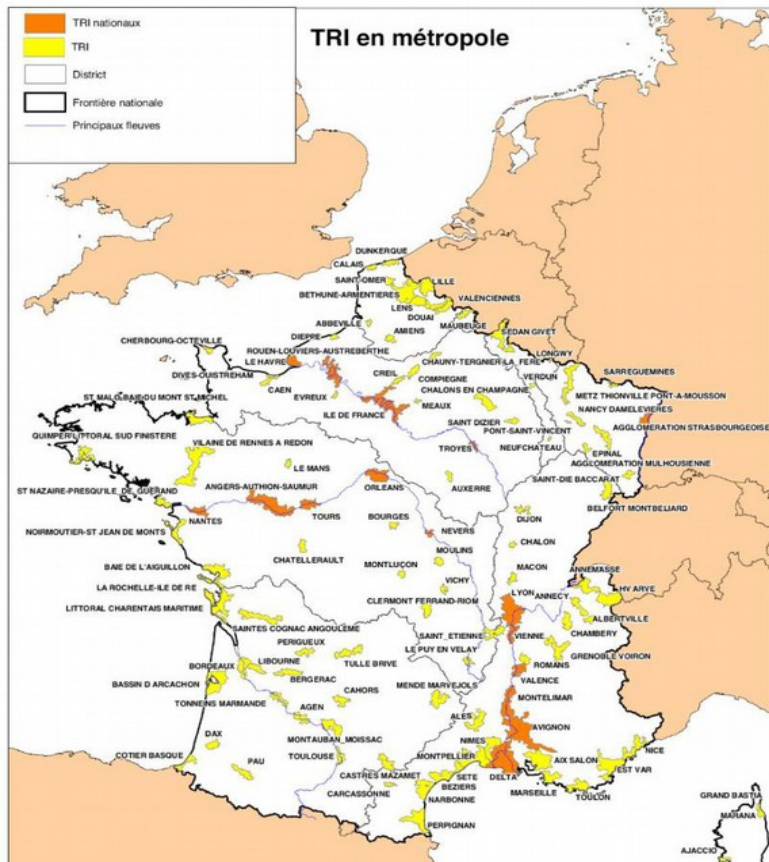 TRI en métropole
TRI nationaux
TRI
District
Frontière nationale
Principaux fleuves
DUNKERQUE
CALAIS
SAINT-OMER
LILLE
BETHUNE-ARMENTIERES
LENS
VALENCIENNES
DOUAI
ABBEVILLE
MAUBEUGE
AMIENS
SEDAN GIVET
CHERBOURG-OCTEVILLE
DIEPPE
ROUEN-LOUVIERS-AUSTREBERTHE
LE HAVRE
CHAUNY-TERGNIER-LA_FERE
LONGWY
SARREGUEMINES
DIVES-OUISTREHAM
CREIL
VERDUN
COMPIEGNE
CAEN
EVREUX
CHALONS EN CHAMPAGNE
METZ THIONVILLE PONT-A-MOUSSON
ST MALO-BAIE DU MONT ST-MICHEL
MEAUX
NANCY DAMELEVIERES
ILE DE FRANCE
SAINT DIZIER
AGGLOMERATION STRASBOURGEOISE
PONT-SAINT-VINCENT
QUIMPER-LITTORAL SUD FINISTERE
VILAINE DE RENNES A REDON
TROYES
NEUFCHATEAU
EPINAL
LE MANS
AGGLOMERATION MULHOUSIENNE
SAINT-DIE BACCARAT
AUXERRE
ST NAZAIRE-PRESQU'ILE_DE_GUERAND
ANGERS-AUTHION-SAUMUR
ORLEANS
BELFORT MONTBELIARD
NANTES
TOURS
BOURGES
DIJON
NOIRMOUTIER-ST JEAN DE MONTS
NEVERS
CHALON
CHATELLERAULT
MOULINS
BAIE DE L'AIGUILLON
MONTLUÇON
MACON
ANNEMASSE
LA ROCHELLE-ILE DE RE
VICHY
LYON
ANNECY
HV ARVE
LITTORAL CHARENTAIS MARITIME
CLERMONT FERRAND-RIOM
ALBERTVILLE
SAINTES COGNAC ANGOULEME
SAINT_ETIENNE
VIENNE
CHAMBERY
PERIGUEUX
LE PUY EN VELAY
GRENOBLE VOIRON
BORDEAUX
LIBOURNE
TULLE BRIVE
ROMANS
BERGERAC
VALENCE
BASSIN D ARCACHON
CAHORS
MENDE MARVEJOLS
MONTELIMAR
TONNEINS MARMANDE
AGEN
ALES
AVIGNON
DAX
MONTAUBAN_MOISSAC
NIMES
NICE
COTIER BASQUE
PAU
TOULOUSE
MONTPELLIER
AIX SALON
EST VAR
CASTRES MAZAMET
SETE
DELTA
CARCASSONNE
BEZIERS
MARSEILLE
TOULON
NARBONNE
GRAND BASTIA
PERPIGNAN
MARANA
AJACCIO